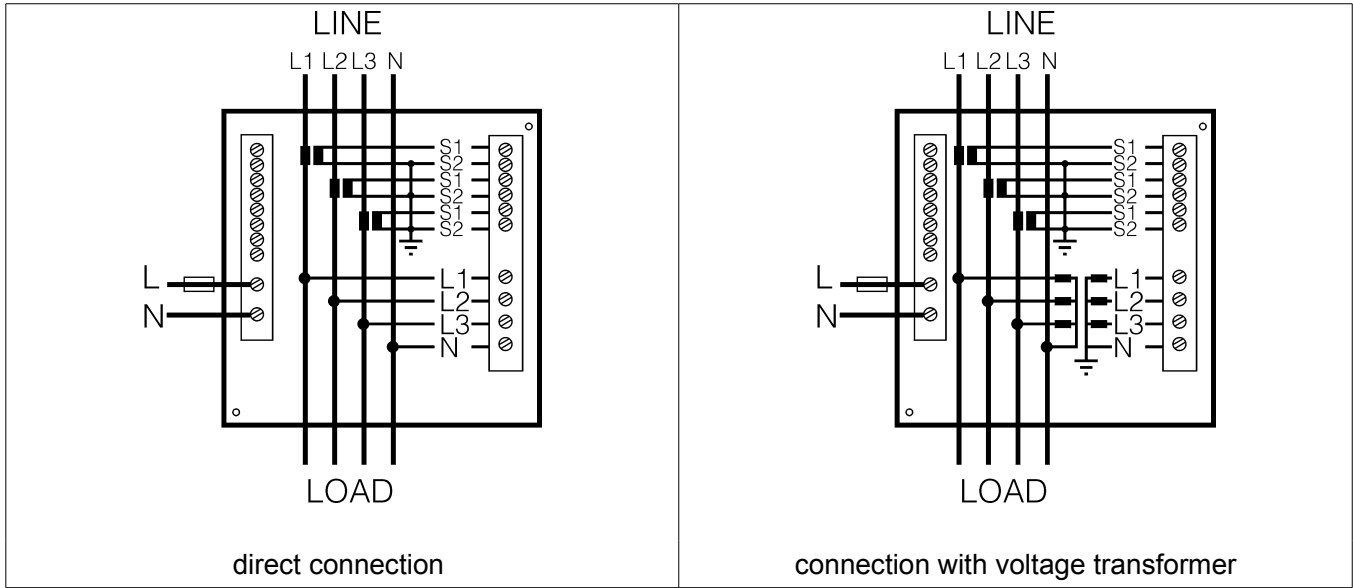 LINE
L1 L2 L3 N
S1
S2
S1
S2
S1
S2
L
N
L1
L2
L3
N
LOAD
direct connection
LINE
L1 L2 L3 N
S1
S2
S1
S2
S1
S2
L
N
L1
L2
L3
N
LOAD
connection with voltage transformer